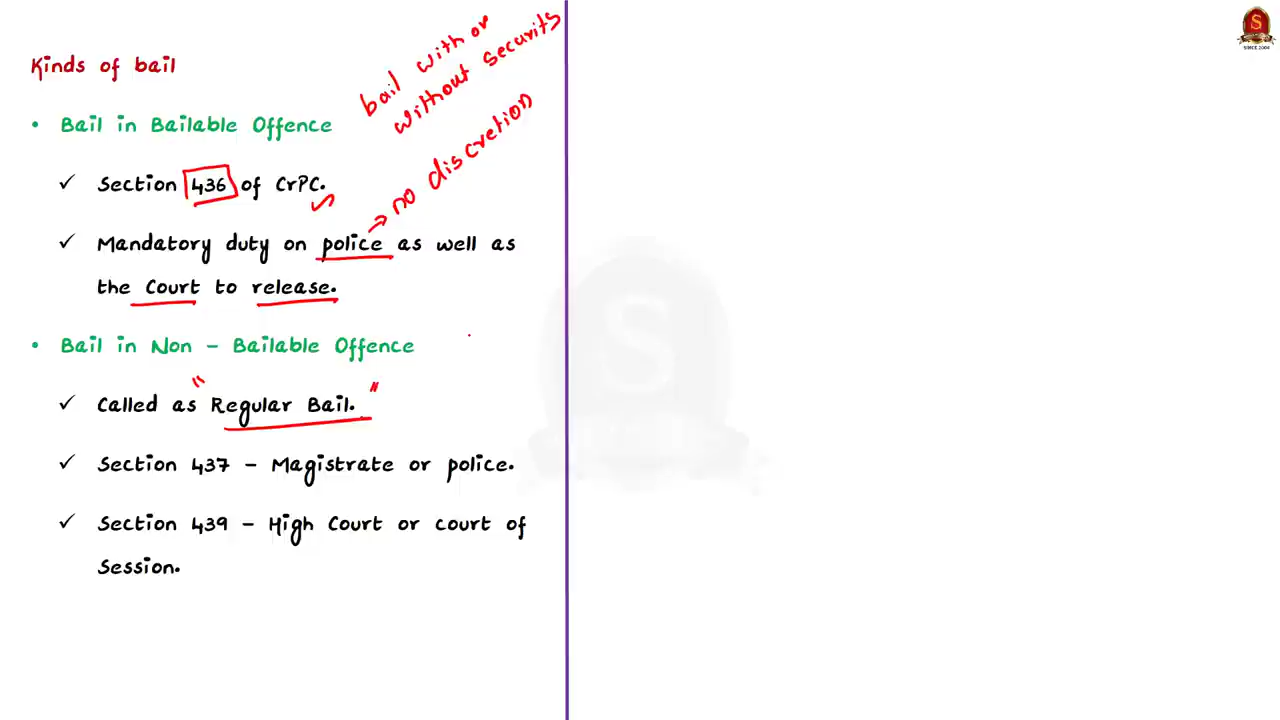 Kinds of bail
bail with or
without security
• Bail in Bailable Offence
✓ Section 436 of CrPC.
no discretion
✓ Mandatory duty on police as well as
the Court to release.
• Bail in Non - Bailable Offence
✓ Called as "Regular Bail."
✓ Section 437 - Magistrate or police.
✓ Section 439 - High Court or court of
Session.
S
SINCE 2004
S